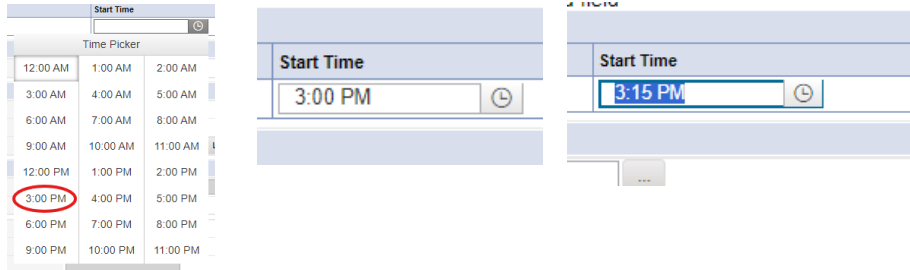 Start Time
Time Picker
12:00 AM 1:00 AM 2:00 AM
3:00 AM 4:00 AM 5:00 AM
6:00 AM 7:00 AM 8:00 AM
9:00 AM 10:00 AM 11:00 AM
12:00 PM 1:00 PM 2:00 PM
3:00 PM 4:00 PM 5:00 PM
6:00 PM 7:00 PM 8:00 PM
9:00 PM 10:00 PM 11:00 PM
Start Time
3:00 PM
field
Start Time
3:15 PM
...